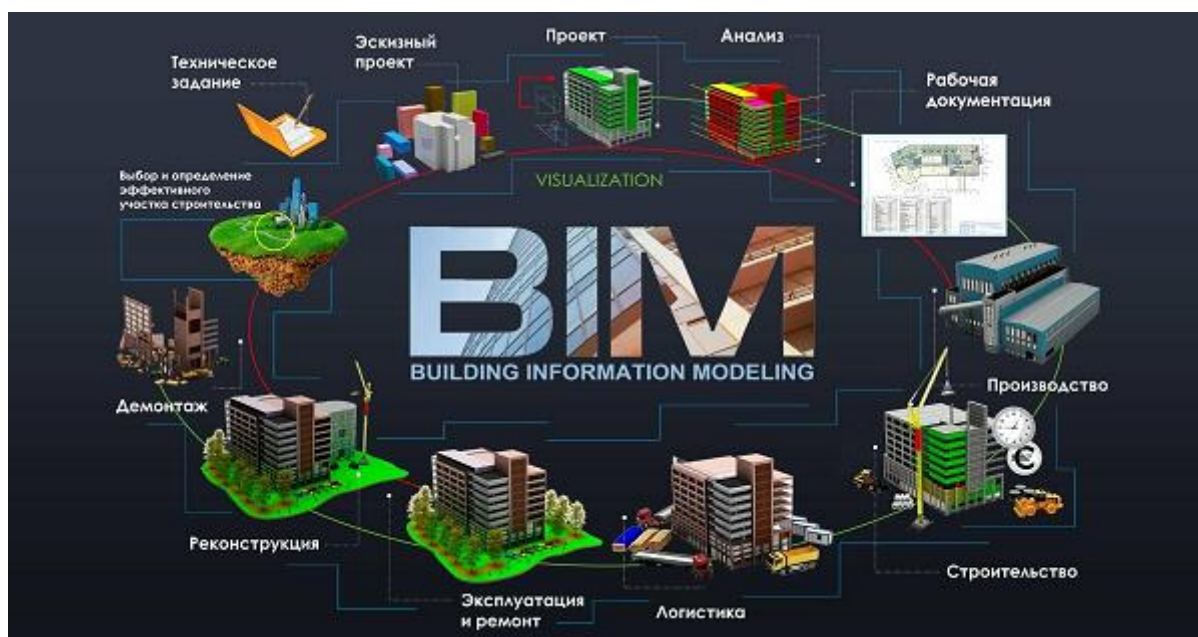 Техническое
задание
Эскизный
проект
Проект
Анализ
Рабочая
документация
Выбор и определение
эффективного
участка строительства
VISUALIZATION
BIM
BUILDING INFORMATION MODELING
Производство
Демонтаж
Реконструкция
Эксплуатация
и ремонт
Логистика
Строительство